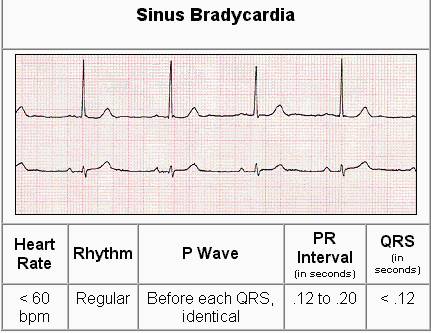 Sinus Bradycardia
Heart Rate
Rhythm
P Wave
PR Interval (in seconds)
QRS (in seconds)
< 60 bpm
Regular
Before each QRS, identical
.12 to .20
< .12